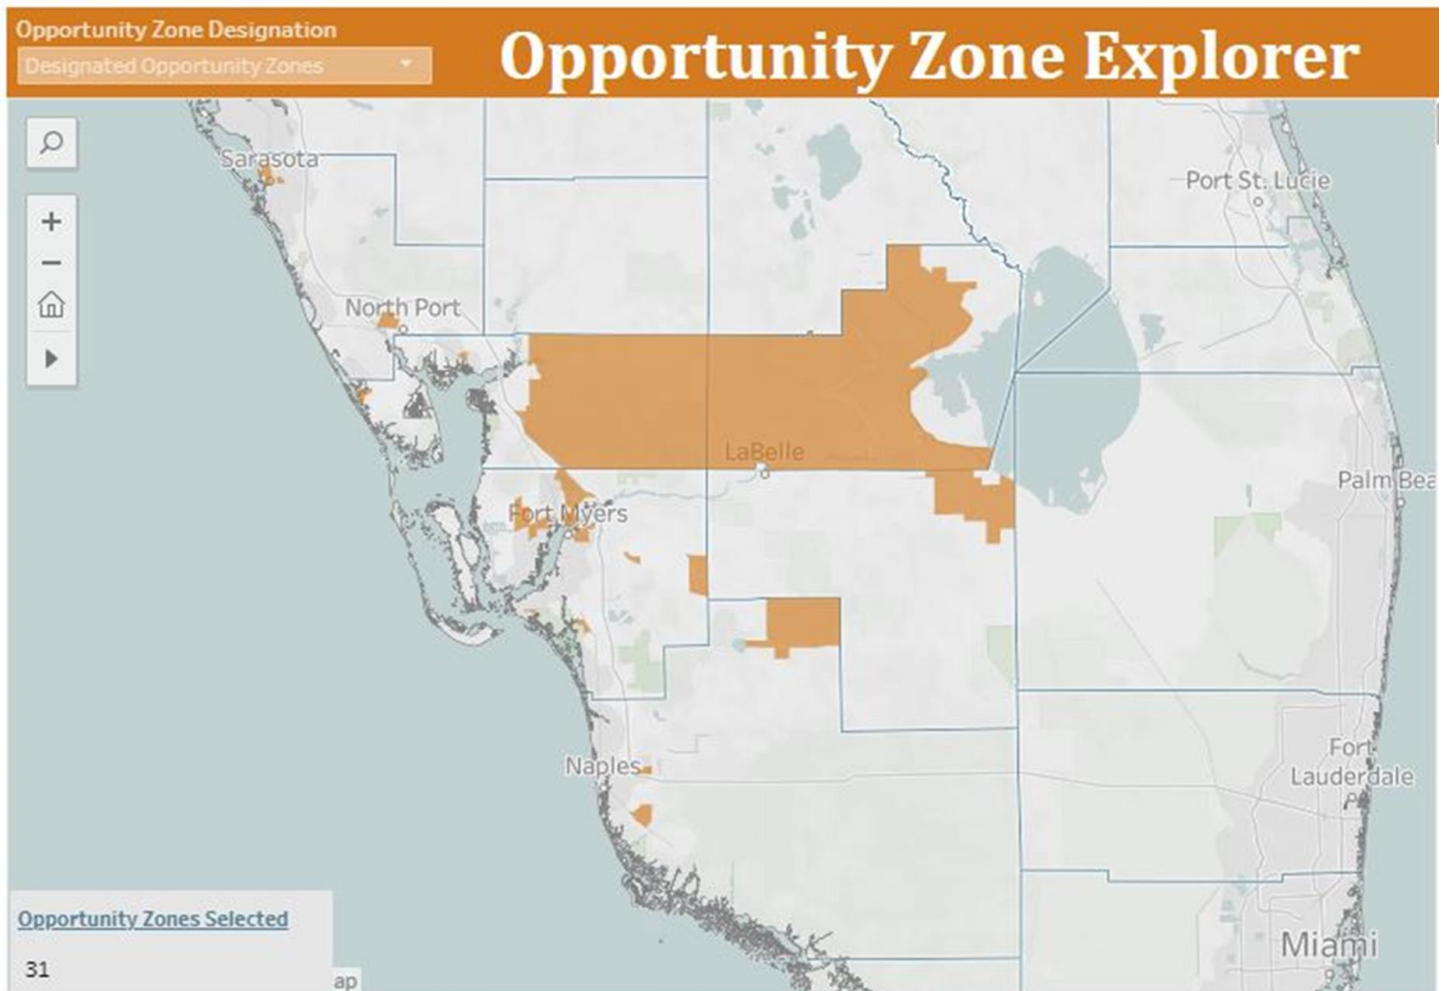 Opportunity Zone Designation
Designated Opportunity Zones
Opportunity Zone Explorer
Sarasota
Port St. Lucie
North Port
LaBelle
Palm Bea
Fort Myers
Fort
Lauderdale
Naples
Opportunity Zones Selected
31
ap
Miami